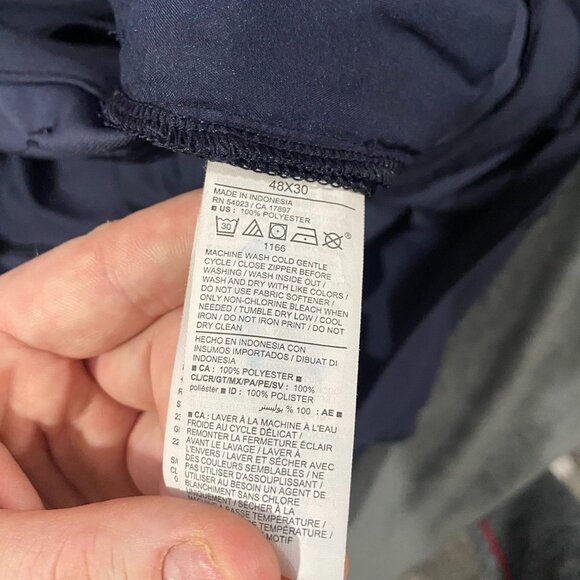 48X30
MADE IN INDONESIA
RN 54023 / CA 17897
■ US : 100% POLYESTER
30
1166
MACHINE WASH COLD GENTLE
CYCLE / CLOSE ZIPPER BEFORE
WASHING / WASH INSIDE OUT /
WASH AND DRY WITH LIKE COLORS /
DO NOT USE FABRIC SOFTENER /
ONLY NON-CHLORINE BLEACH WHEN
NEEDED / TUMBLE DRY LOW / COOL
IRON / DO NOT IRON PRINT / DO NOT
DRY CLEAN
HECHO EN INDONESIA CON
INSUMOS IMPORTADOS / DIBUAT DI
INDONESIA
■ CA : 100% POLYESTER ■
CL/CR/GT/MX/PA/PE/SV : 100%
poliéster ■ ID : 100% POLISTER
■ AE : 100 % بوليستر
■ CA : LAVER À LA MACHINE À L'EAU
FROIDE AU CYCLE DÉLICAT /
REMONTER LA FERMETURE ÉCLAIR
AVANT LE LAVAGE / LAVER À
L'ENVERS / LAVER ET SÉCHER AVEC
DES COULEURS SEMBLABLES / NE
PAS UTILISER D'ASSOUPLISSANT /
UTILISER AU BESOIN UN AGENT DE
BLANCHIMENT SANS CHLORE
/ SÉCHER À LA
MACHINE À BASSE TEMPÉRATURE /
À BASSE TEMPÉRATURE
MOTIF /